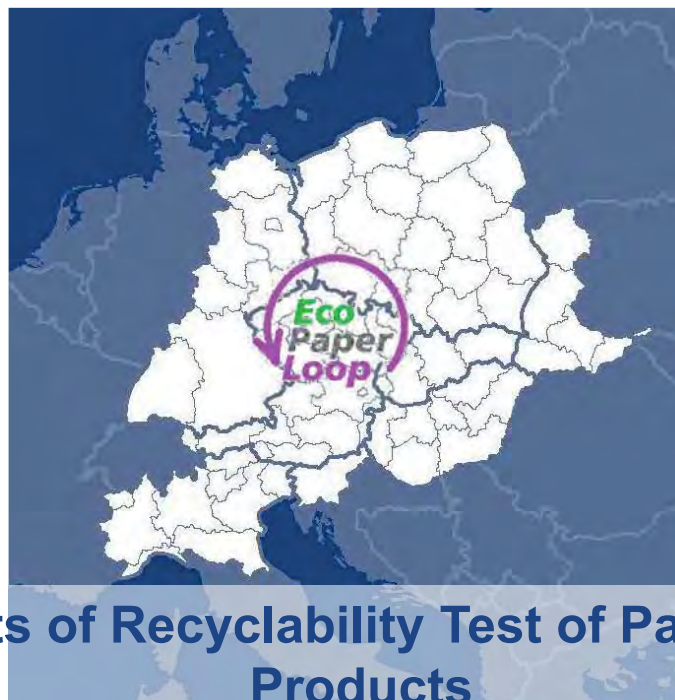 Eco
Paper
Loop
ts of Recyclability Test of Pa
Products